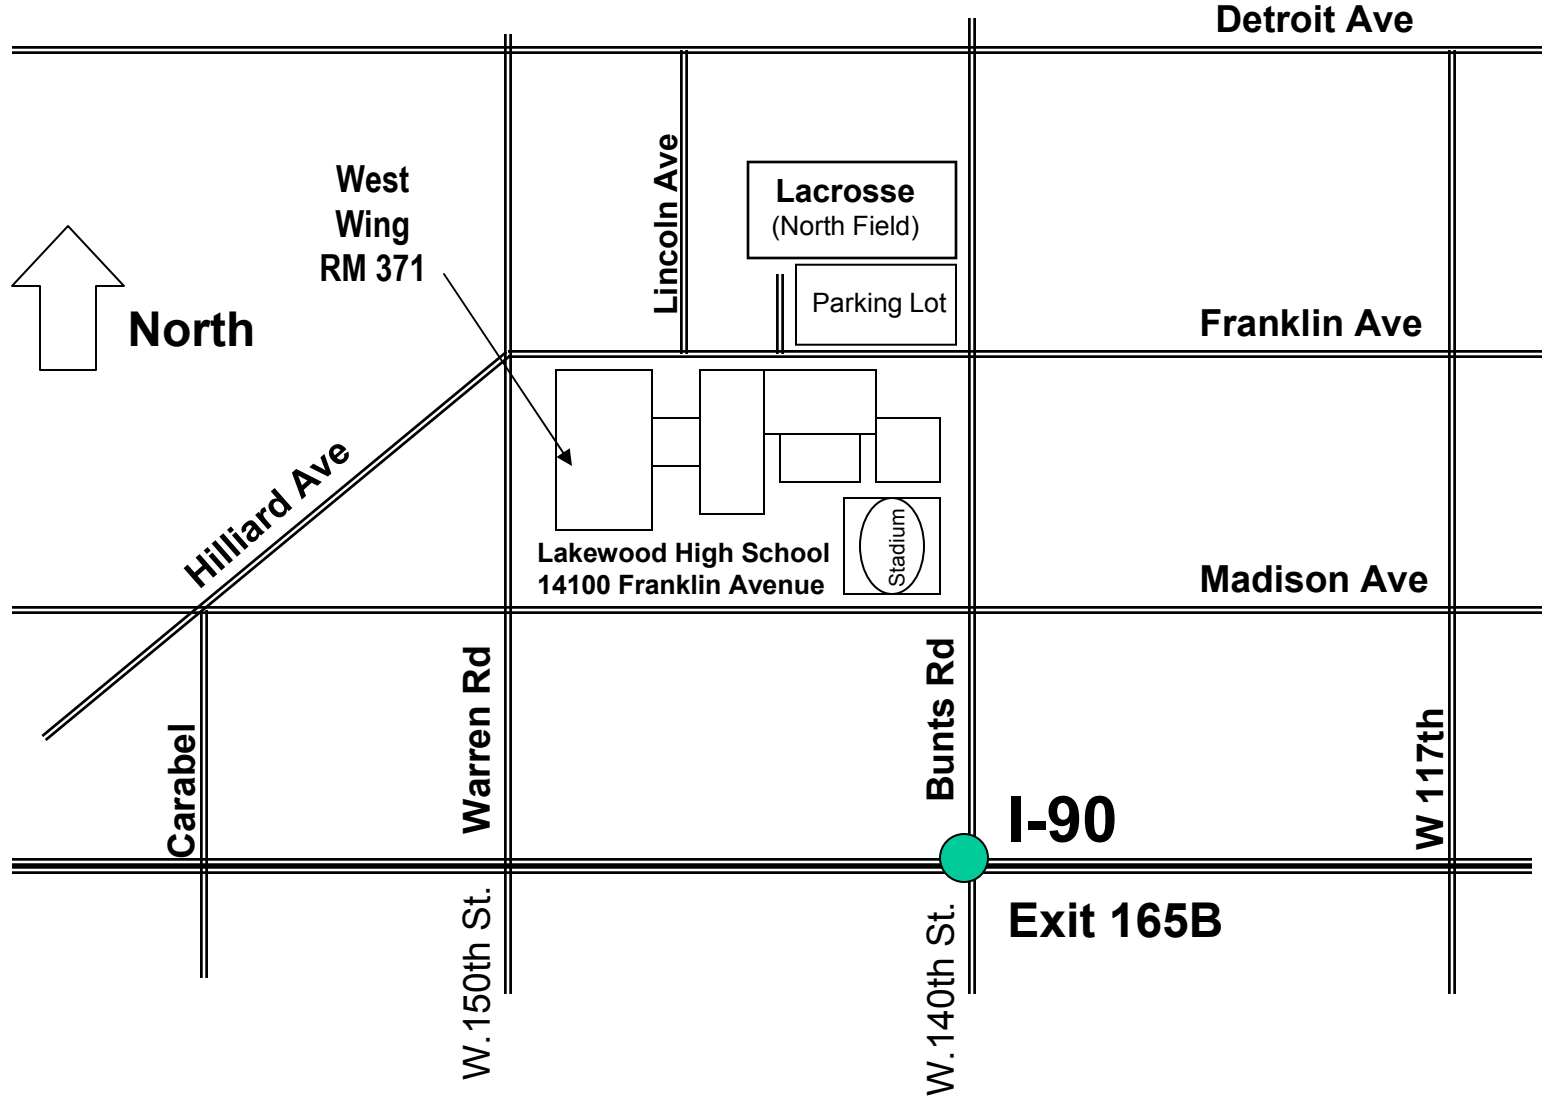 Detroit Ave
West
Wing
RM 371
Lincoln Ave
Lacrosse
(North Field)
Parking Lot
North
Franklin Ave
Hilliard Ave
Stadium
Lakewood High School
14100 Franklin Avenue
Madison Ave
Carabel
Warren Rd
Bunts Rd
W 117th
I-90
Exit 165B
W.150th St.
W.140th St.